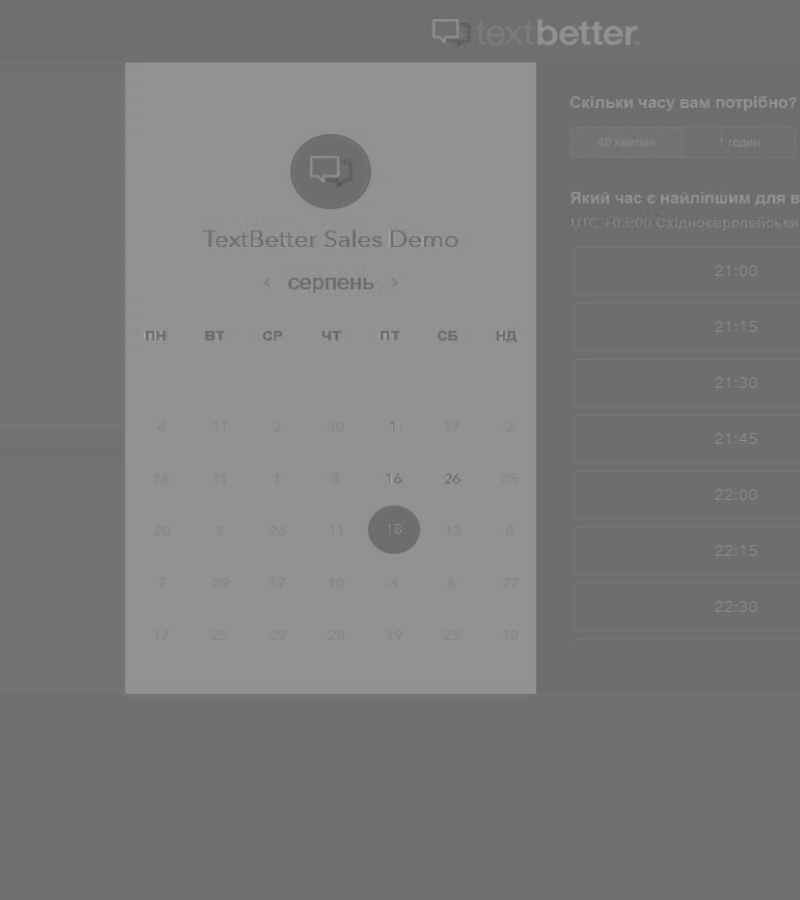 textbetter.
TextBetter Sales Demo
< серпень >
ПН ВТ СР ЧТ ПТ СБ НД
4 11 2 30 1 17 2
16 11 1 8 16 26 25
20 3 26 11 18 13 8
7 29 17 10 4 6 27
17 25 22 28 19 25 10
Скільки часу вам потрібно?
40 хвилин 1 годин
Який час є найліпшим для в
UTC +03:00 Східноєвропейськи
21:00
21:15
21:30
21:45
22:00
22:15
22:30